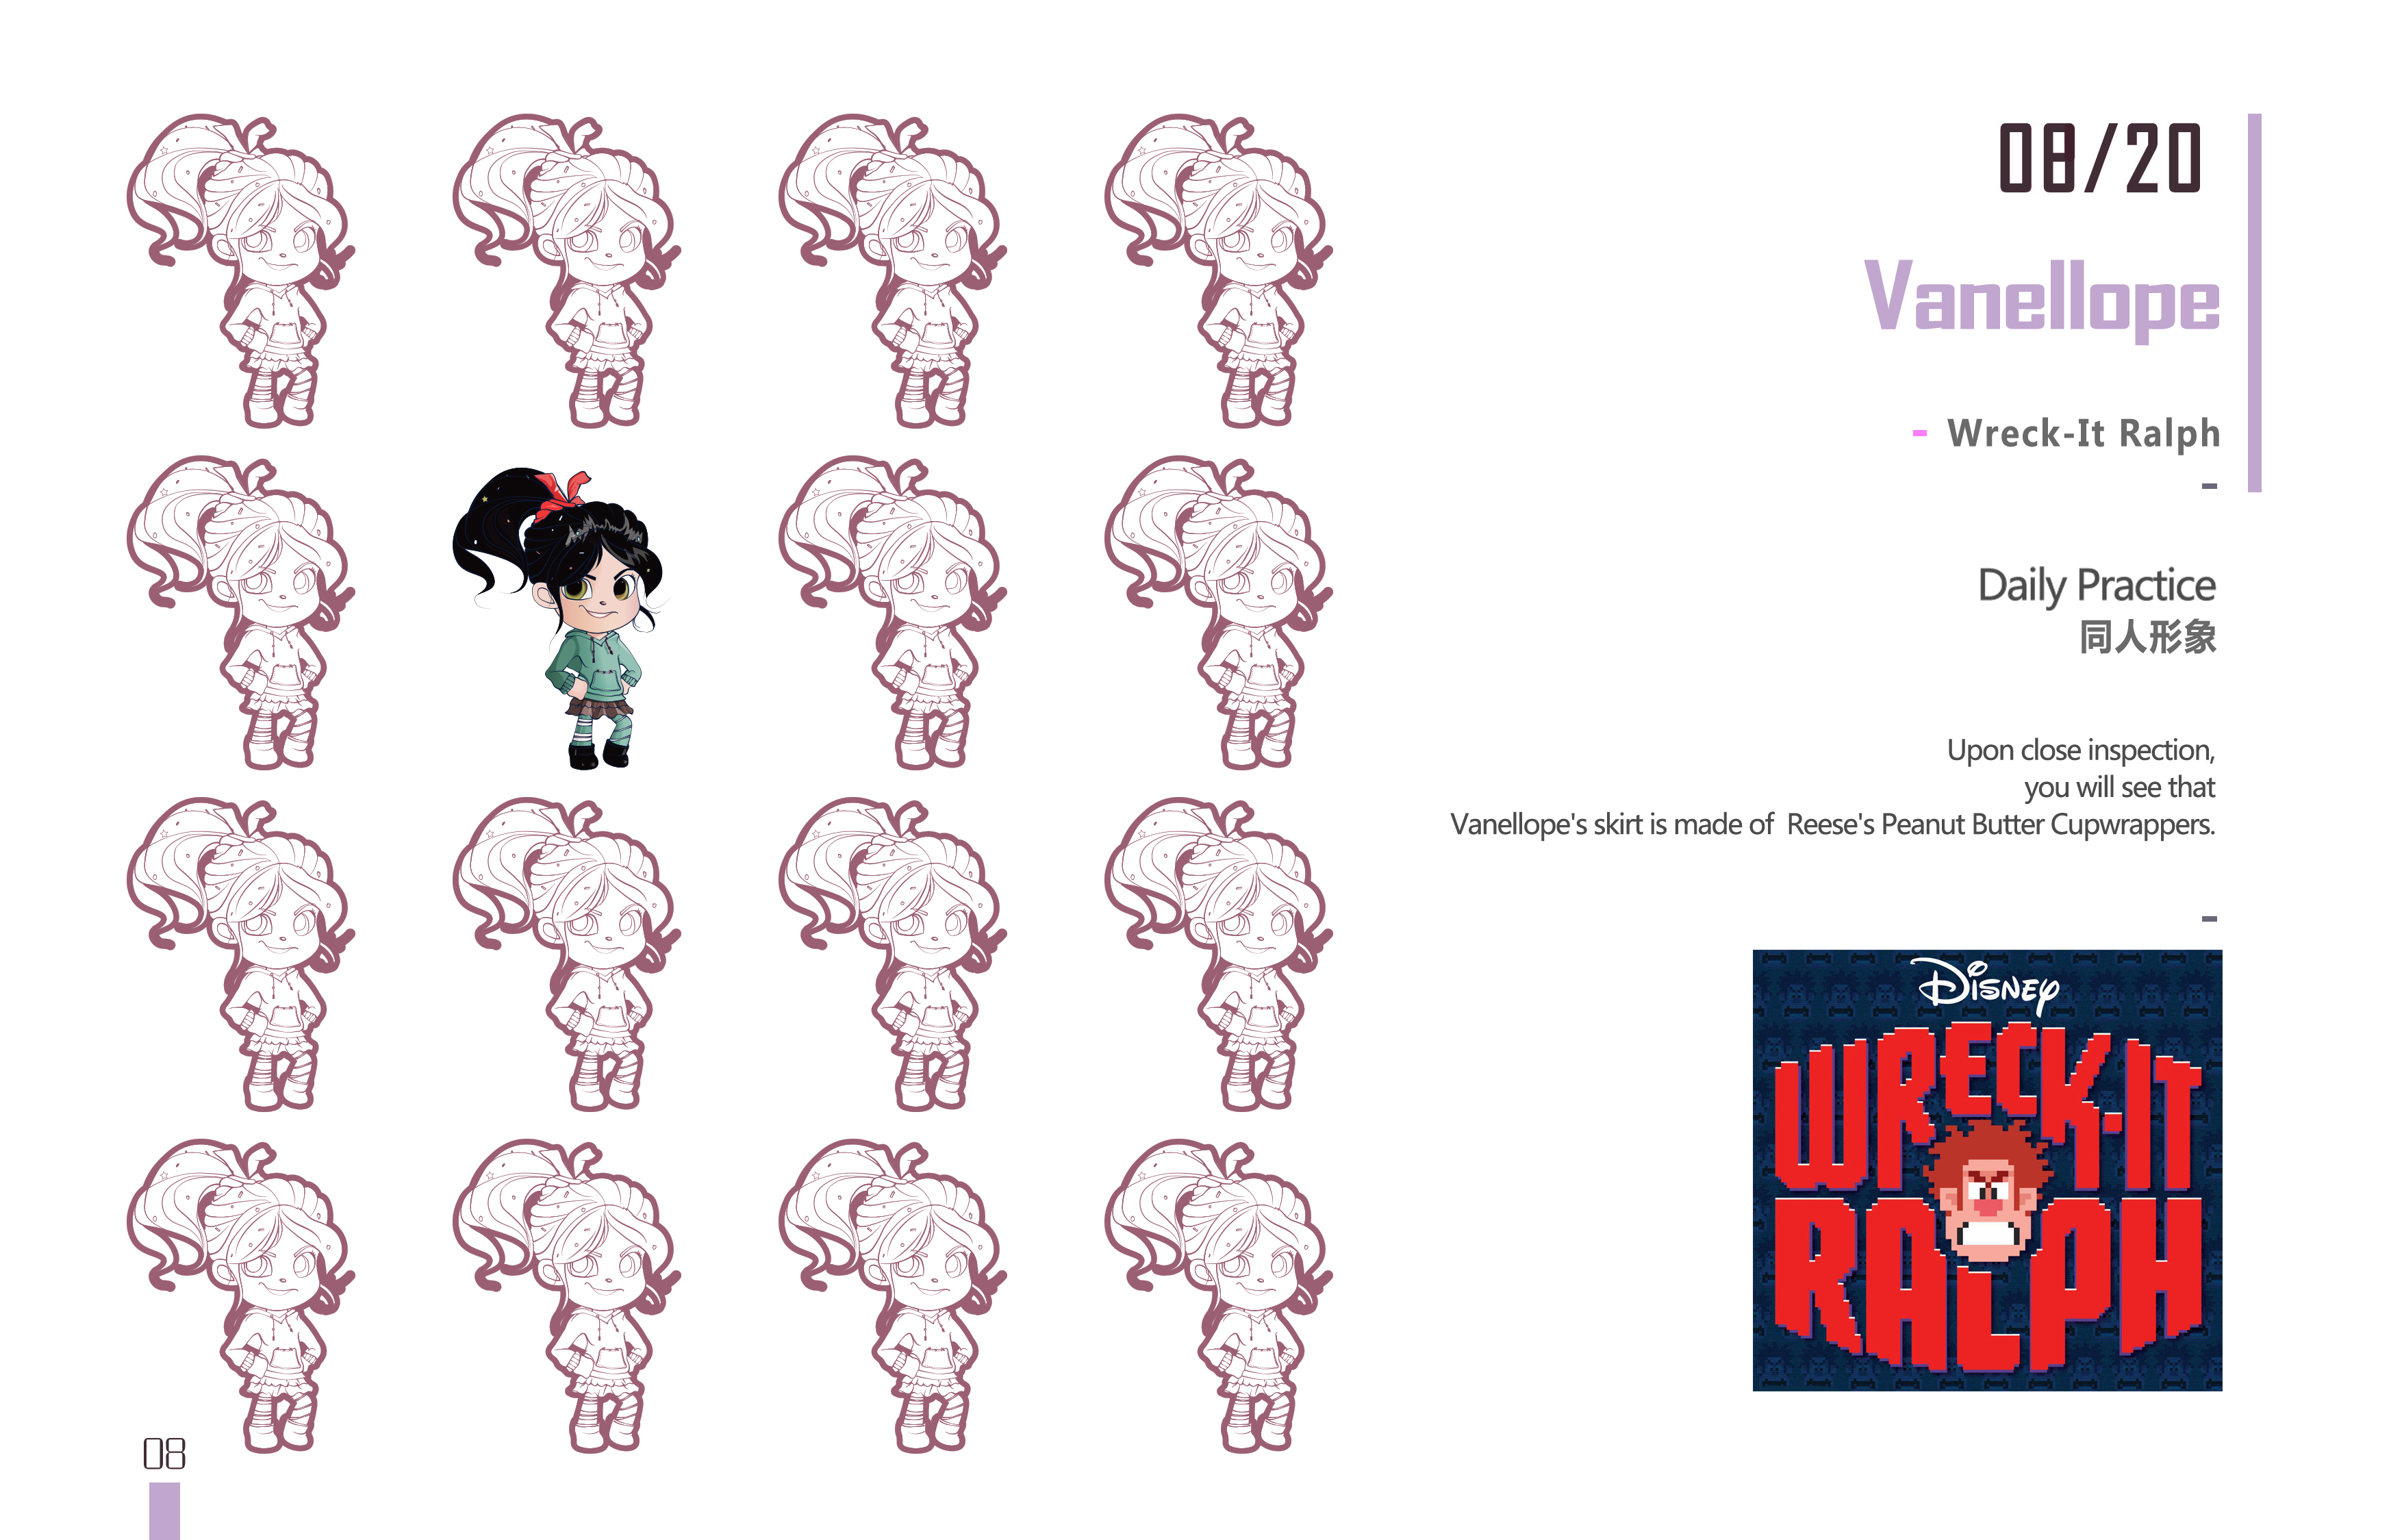 08/20
Vanellope
- Wreck-It Ralph
-
Daily Practice
同人形象
Upon close inspection,
you will see that
Vanellope's skirt is made of  Reese's Peanut Butter Cupwrappers.
-
DISNEY
WRECK-IT
RALPH
08